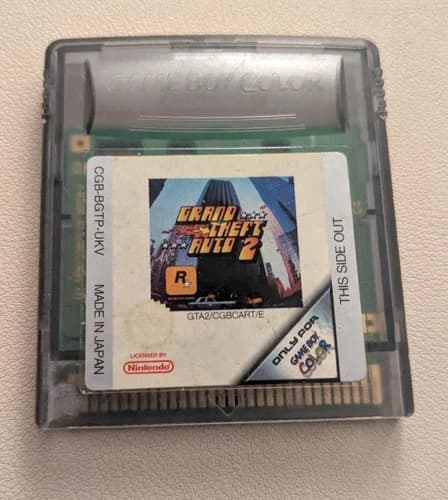 GAME BOY COLOR
CGB-BGTP-UKV
MADE IN JAPAN
GRAND
THEFT
AUTO 2
R
GTA2/CGBCART/E
THIS SIDE OUT
LICENSED BY
Nintendo
ONLY FOR
GAME BOY
COLOR